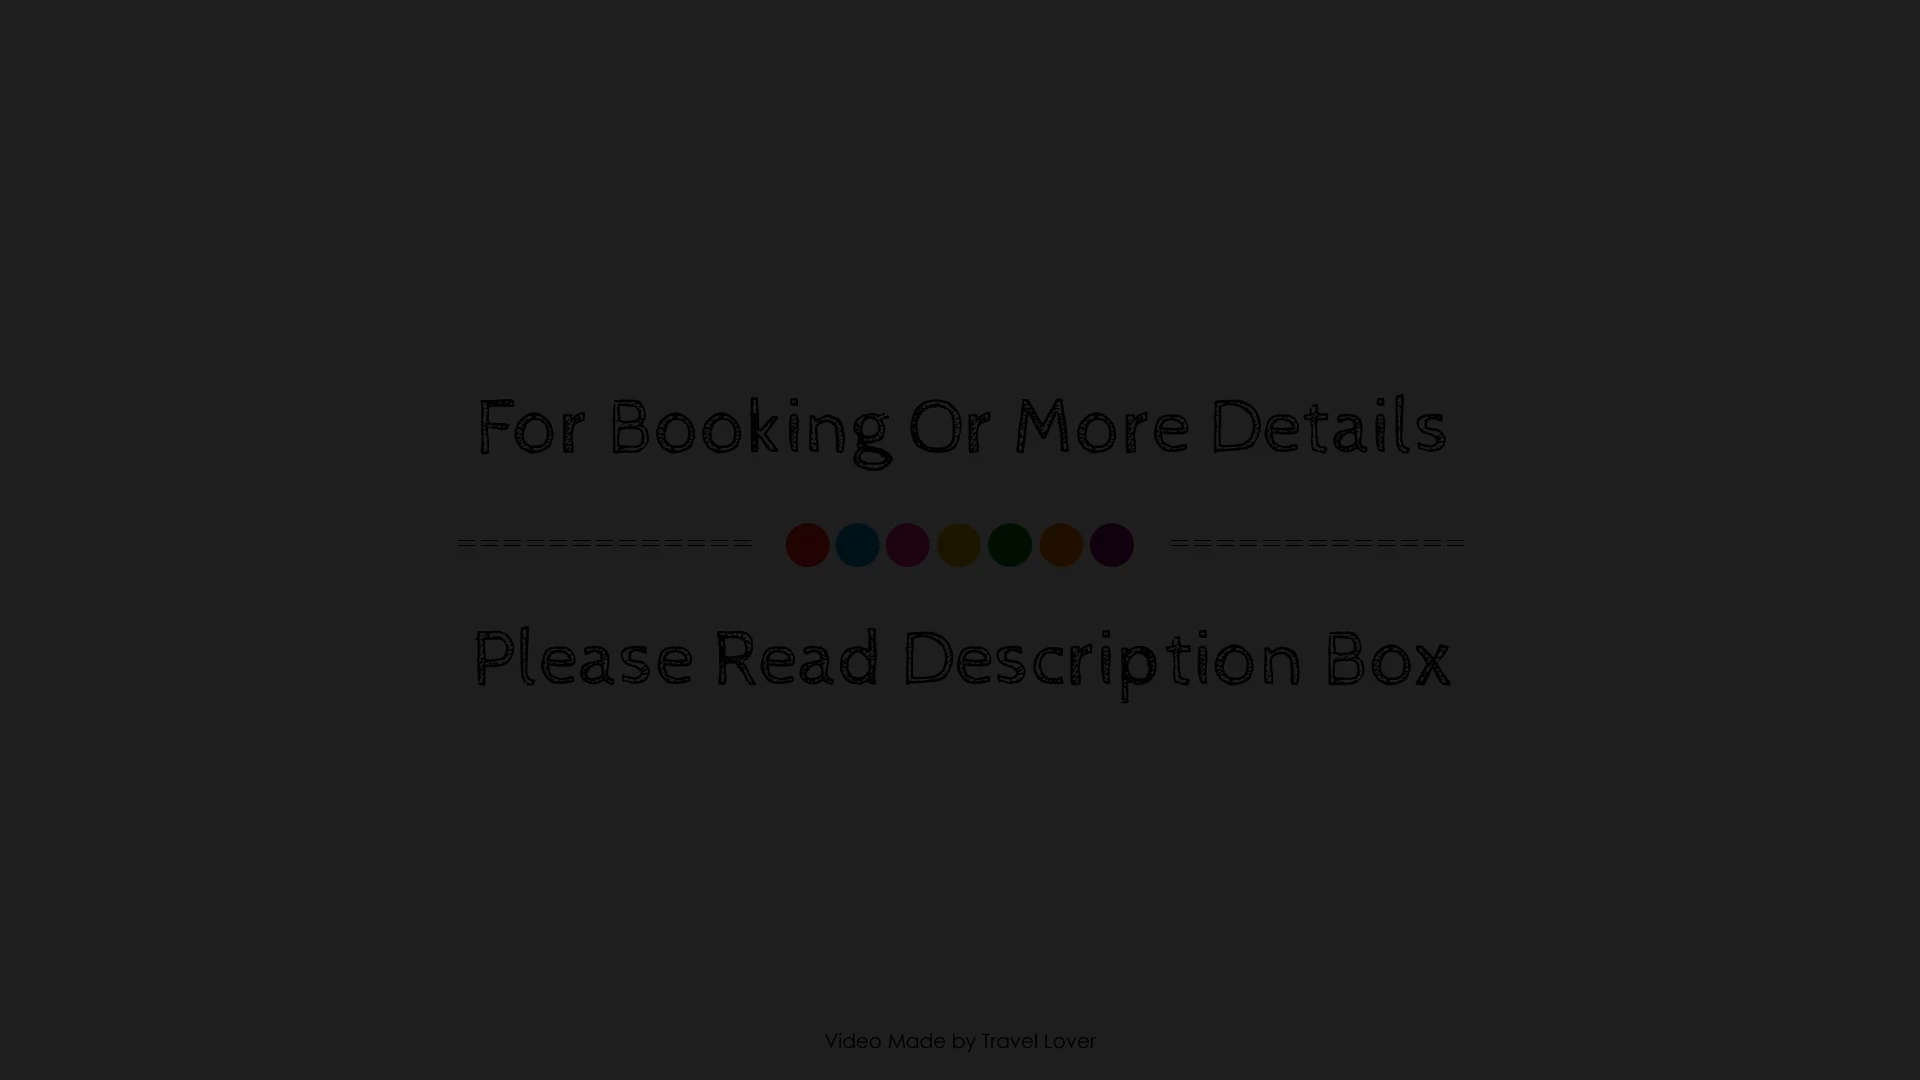 For Booking Or More Details
============= =============
Please Read Description Box
Video Made by Travel Lover